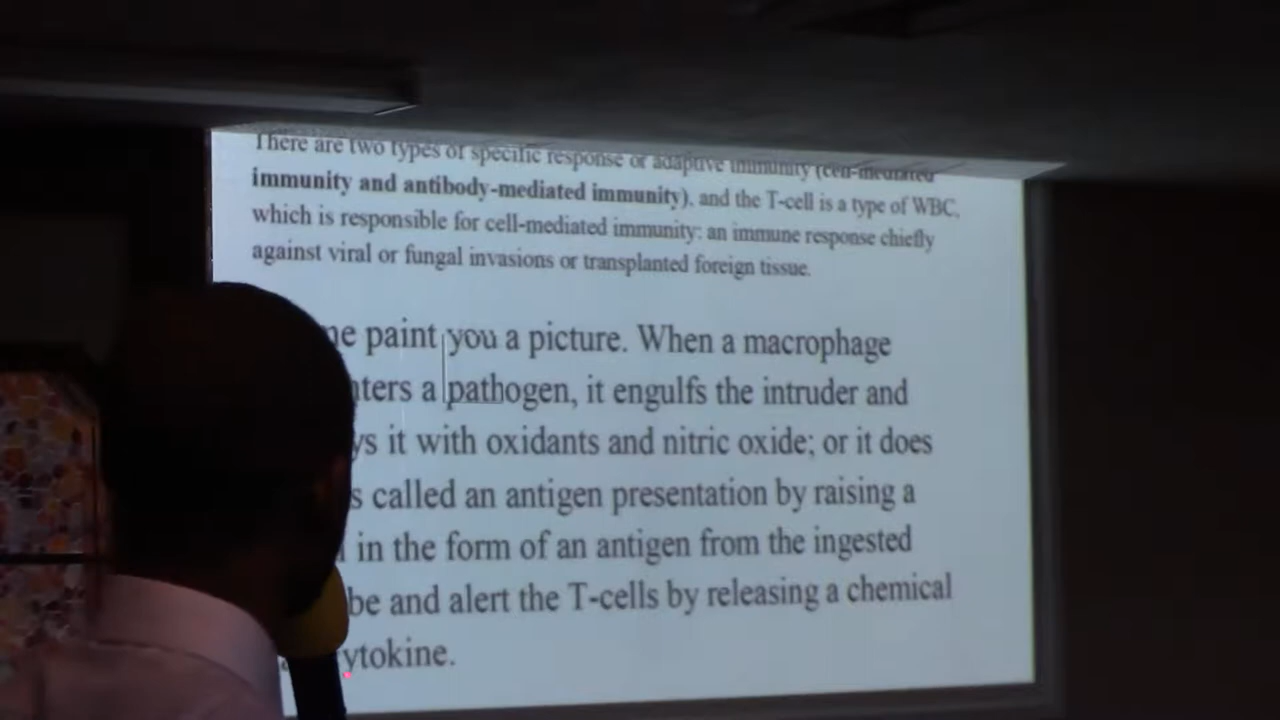 There are two types of specific response or adaptive immunity (cell-mediated
immunity and antibody-mediated immunity), and the T-cell is a type of WBC,
which is responsible for cell-mediated immunity: an immune response chiefly
against viral or fungal invasions or transplanted foreign tissue.
paint you a picture. When a macrophage
a pathogen, it engulfs the intruder and
it with oxidants and nitric oxide; or it does
called an antigen presentation by raising a
in the form of an antigen from the ingested
and alert the T-cells by releasing a chemical
ytokine.